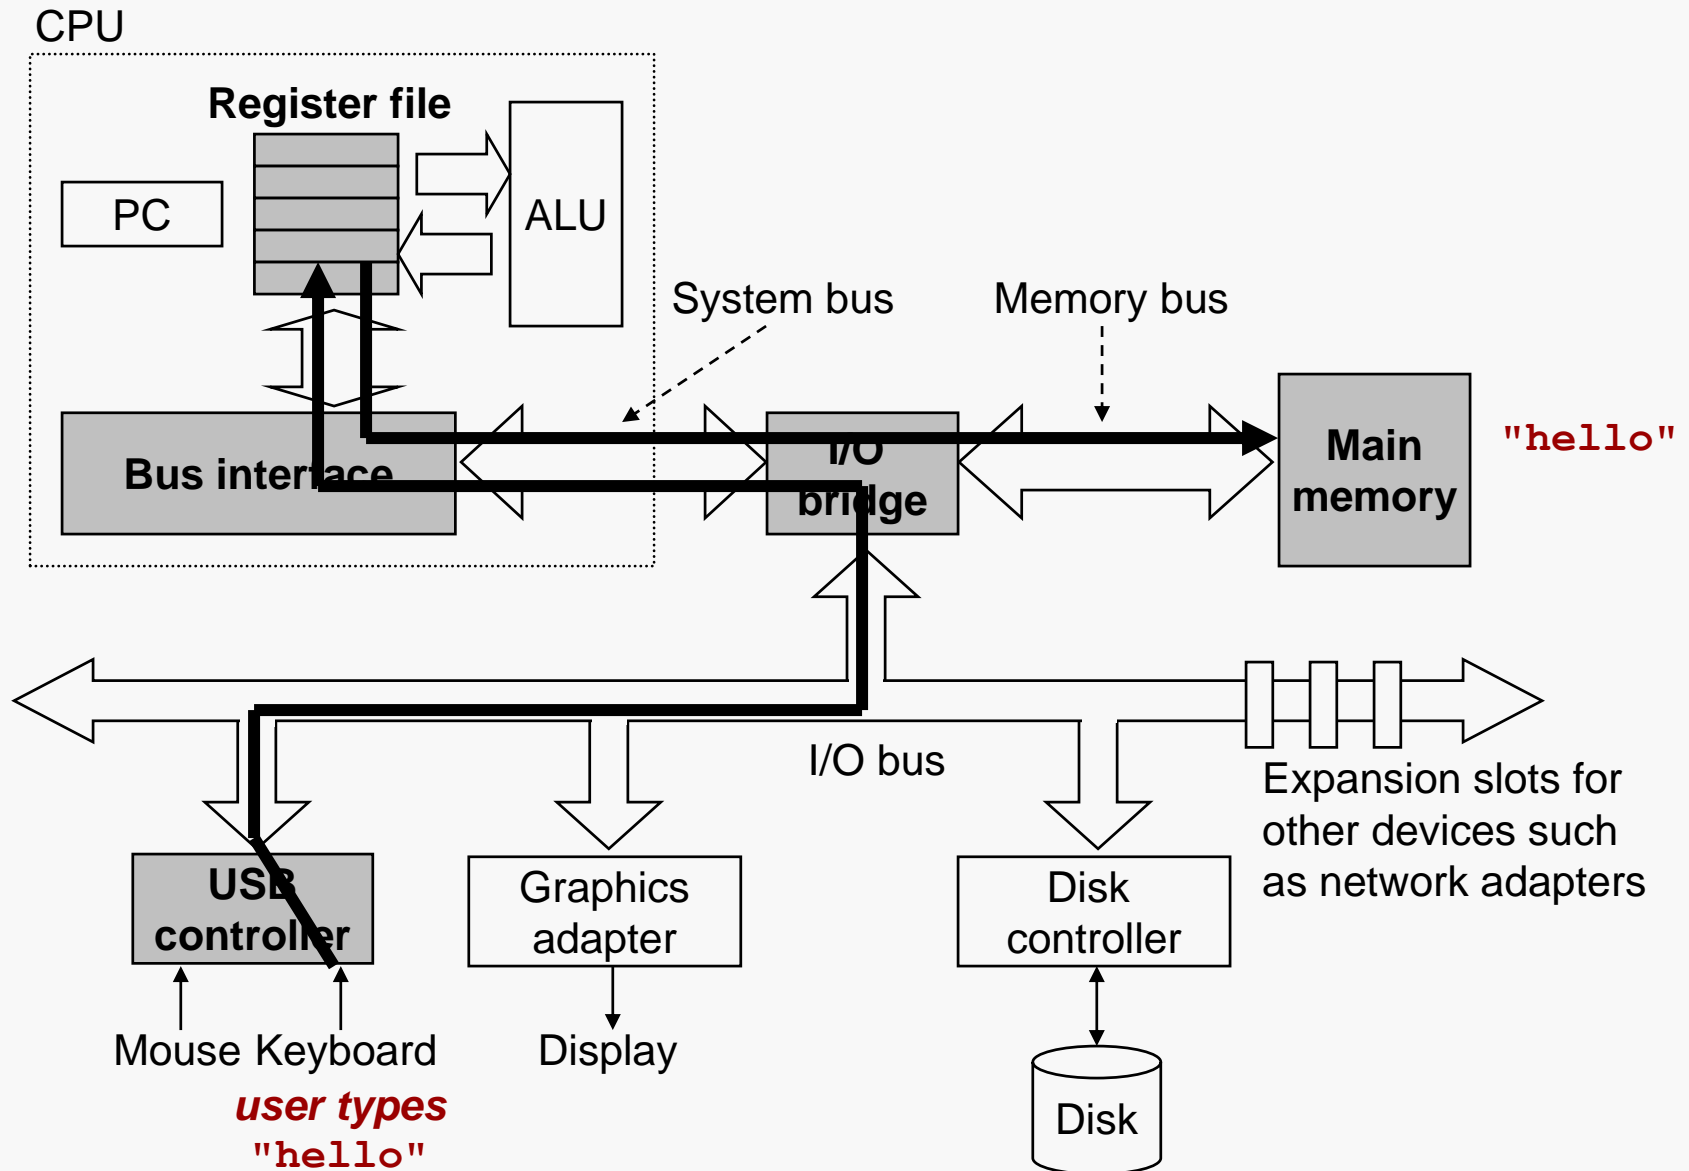 CPU
Register file
PC
ALU
System bus
Memory bus
Bus interface
I/O
bridge
Main
memory
"hello"
I/O bus
Expansion slots for
other devices such
as network adapters
USB
controller
Graphics
adapter
Disk
controller
Mouse Keyboard
Display
user types
"hello"
Disk